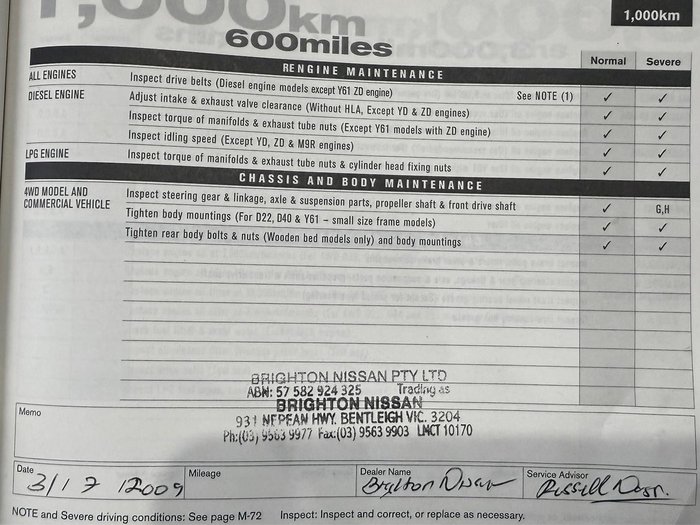 1,000km
1,000km
600miles
Normal Severe
RENGINE MAINTENANCE
ALL ENGINES Inspect drive belts (Diesel engine models except Y61 ZD engine) See NOTE (1) ✓ ✓
DIESEL ENGINE Adjust intake & exhaust valve clearance (Without HLA, Except YD & ZD engines) ✓ ✓
Inspect torque of manifolds & exhaust tube nuts (Except Y61 models with ZD engine) ✓ ✓
Inspect idling speed (Except YD, ZD & M9R engines) ✓ ✓
LPG ENGINE Inspect torque of manifolds & exhaust tube nuts & cylinder head fixing nuts ✓ ✓
CHASSIS AND BODY MAINTENANCE
4WD MODEL AND Inspect steering gear & linkage, axle & suspension parts, propeller shaft & front drive shaft ✓ G,H
COMMERCIAL VEHICLE Tighten body mountings (For D22, D40 & Y61 – small size frame models) ✓ ✓
Tighten rear body bolts & nuts (Wooden bed models only) and body mountings ✓ ✓
BRIGHTON NISSAN PTY LTD
ABN: 57 582 924 325 Trading as
BRIGHTON NISSAN
931 NEPEAN HWY. BENTLEIGH VIC. 3204
Ph:(03) 9563 9977 Fax:(03) 9563 9903 LMCT 10170
Memo
Date Mileage Dealer Name Service Advisor
2009 Brighton Nissan Russell
NOTE and Severe driving conditions: See page M-72 Inspect: Inspect and correct, or replace as necessary.